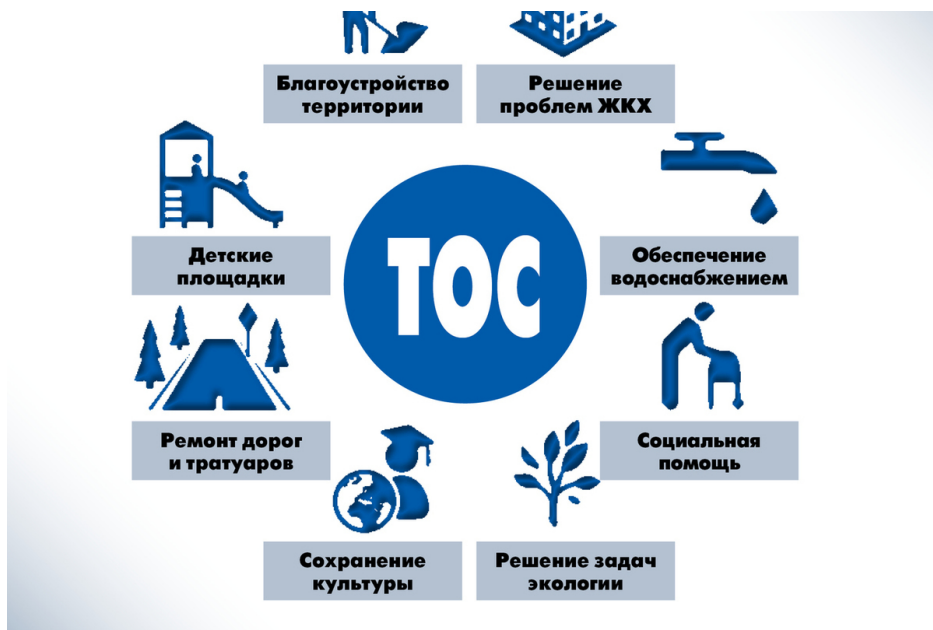 Благоустройство
территории
Решение
проблем ЖКХ
Детские
площадки
ТОС
Обеспечение
водоснабжением
Ремонт дорог
и тратуаров
Социальная
помощь
Сохранение
культуры
Решение задач
экологии